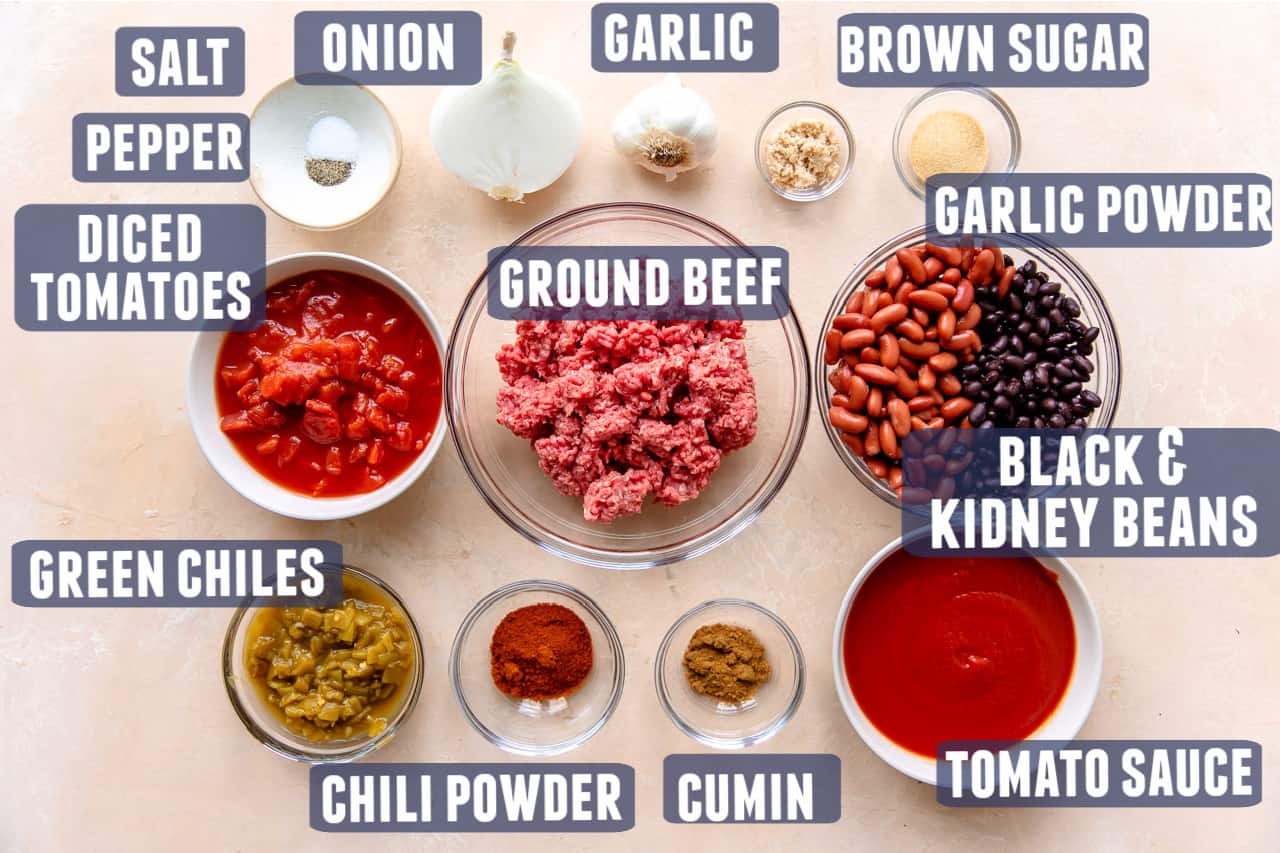 SALT
ONION
GARLIC
BROWN SUGAR
PEPPER
GARLIC POWDER
DICED
TOMATOES
GROUND BEEF
BLACK &
KIDNEY BEANS
GREEN CHILES
CHILI POWDER
CUMIN
TOMATO SAUCE